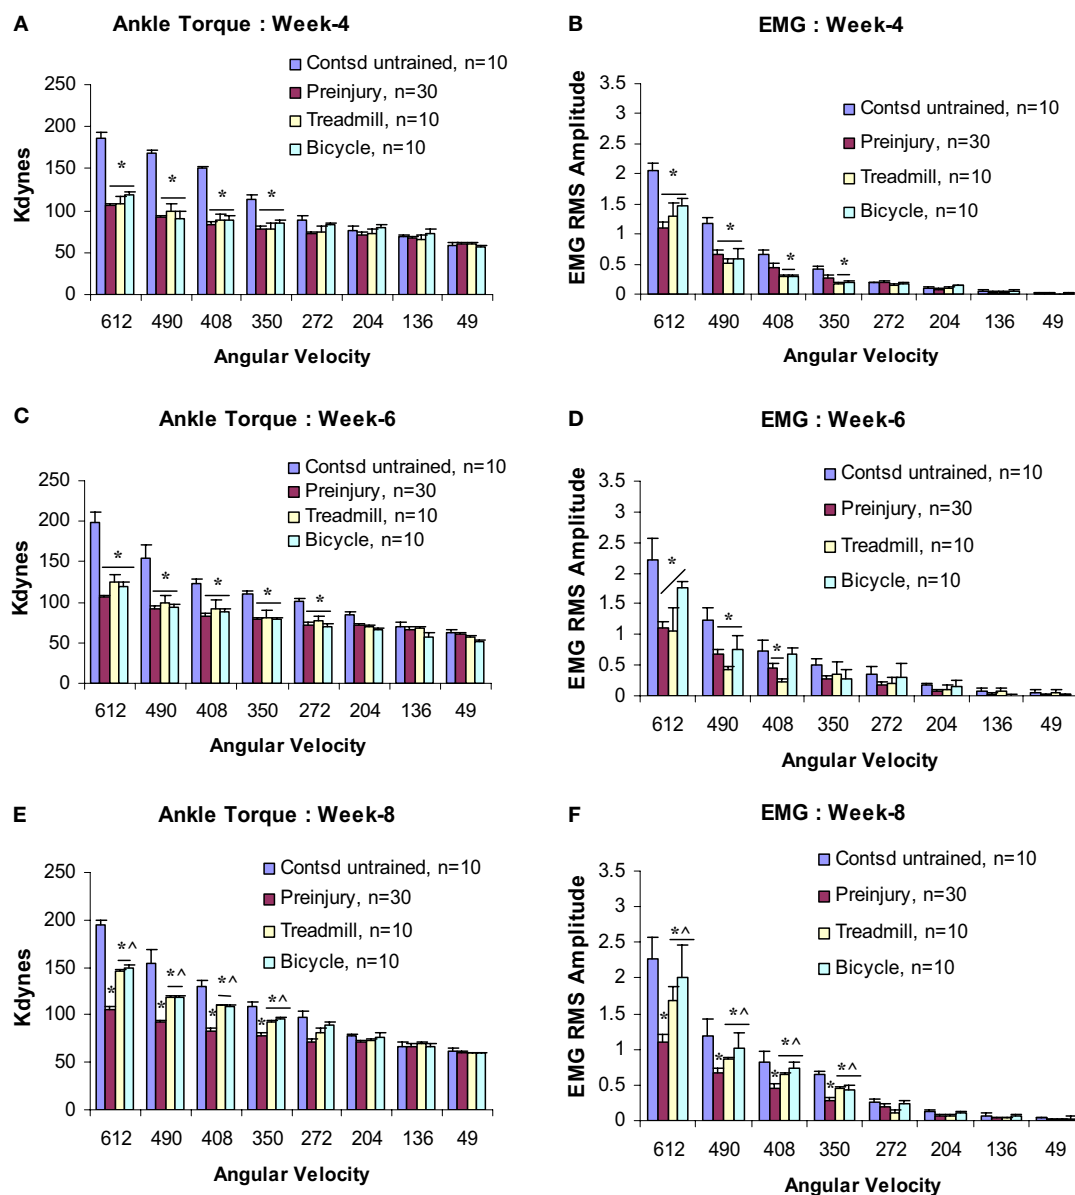 A
Ankle Torque : Week-4
Contsd untrained, n=10
Preinjury, n=30
Treadmill, n=10
Bicycle, n=10
Kdynes
250
200
150
100
50
0
* * * *
612 490 408 350 272 204 136 49
Angular Velocity
B
EMG : Week-4
Contsd untrained, n=10
Preinjury, n=30
Treadmill, n=10
Bicycle, n=10
EMG RMS Amplitude
3.5
3
2.5
2
1.5
1
0.5
0
* * * *
612 490 408 350 272 204 136 49
Angular Velocity
C
Ankle Torque : Week-6
Contsd untrained, n=10
Preinjury, n=30
Treadmill, n=10
Bicycle, n=10
Kdynes
250
200
150
100
50
0
* * * * *
612 490 408 350 272 204 136 49
Angular Velocity
D
EMG : Week-6
Contsd untrained, n=10
Preinjury, n=30
Treadmill, n=10
Bicycle, n=10
EMG RMS Amplitude
3.5
3
2.5
2
1.5
1
0.5
0
* * *
612 490 408 350 272 204 136 49
Angular Velocity
E
Ankle Torque : Week-8
Contsd untrained, n=10
Preinjury, n=30
Treadmill, n=10
Bicycle, n=10
Kdynes
250
200
150
100
50
0
*^ *^ *^ *^
* * * *
612 490 408 350 272 204 136 49
Angular Velocity
F
EMG : Week-8
Contsd untrained, n=10
Preinjury, n=30
Treadmill, n=10
Bicycle, n=10
EMG RMS Amplitude
3.5
3
2.5
2
1.5
1
0.5
0
*^ *^ *^ *^
* * * *
612 490 408 350 272 204 136 49
Angular Velocity